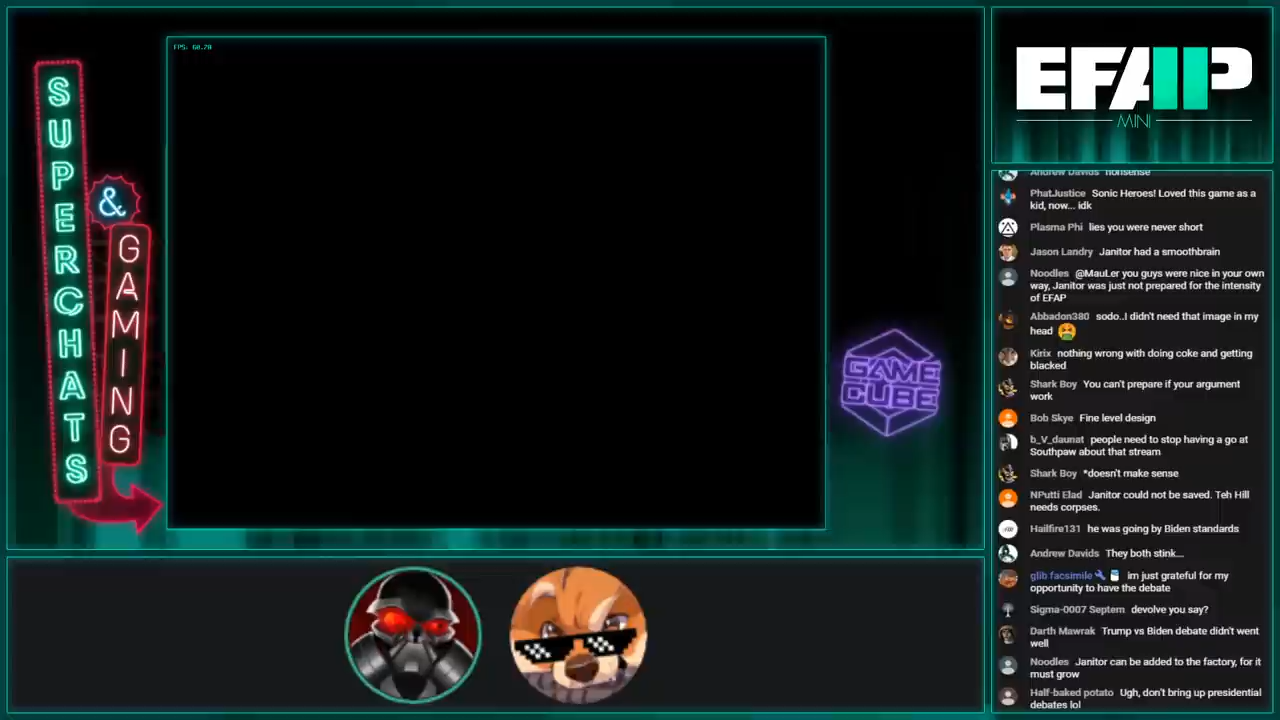 FPS: 60.70
SUPERCHATS
&
GAMING
GAME
CUBE
EFAP
MINI
Andrew Davids nonsense
PhatJustice Sonic Heroes! Loved this game as a
kid, now... idk
Plasma Phi lies you were never short
Jason Landry Janitor had a smoothbrain
Noodles @MauLer you guys were nice in your own
way, Janitor was just not prepared for the intensity
of EFAP
Abbadon380 sodo..I didn't need that image in my
head
Kirix nothing wrong with doing coke and getting
blacked
Shark Boy You can't prepare if your argument
work
Bob Skye Fine level design
b_V_daunat people need to stop having a go at
Southpaw about that stream
Shark Boy *doesn't make sense
NPutti Elad Janitor could not be saved. Teh Hill
needs corpses.
Hailfire131 he was going by Biden standards
Andrew Davids They both stink...
glib facsimile im just grateful for my
opportunity to have the debate
Sigma-0007 Septem devolve you say?
Darth Mawrak Trump vs Biden debate didn't went
well
Noodles Janitor can be added to the factory, for it
must grow
Half-baked potato Ugh, don't bring up presidential
debates lol